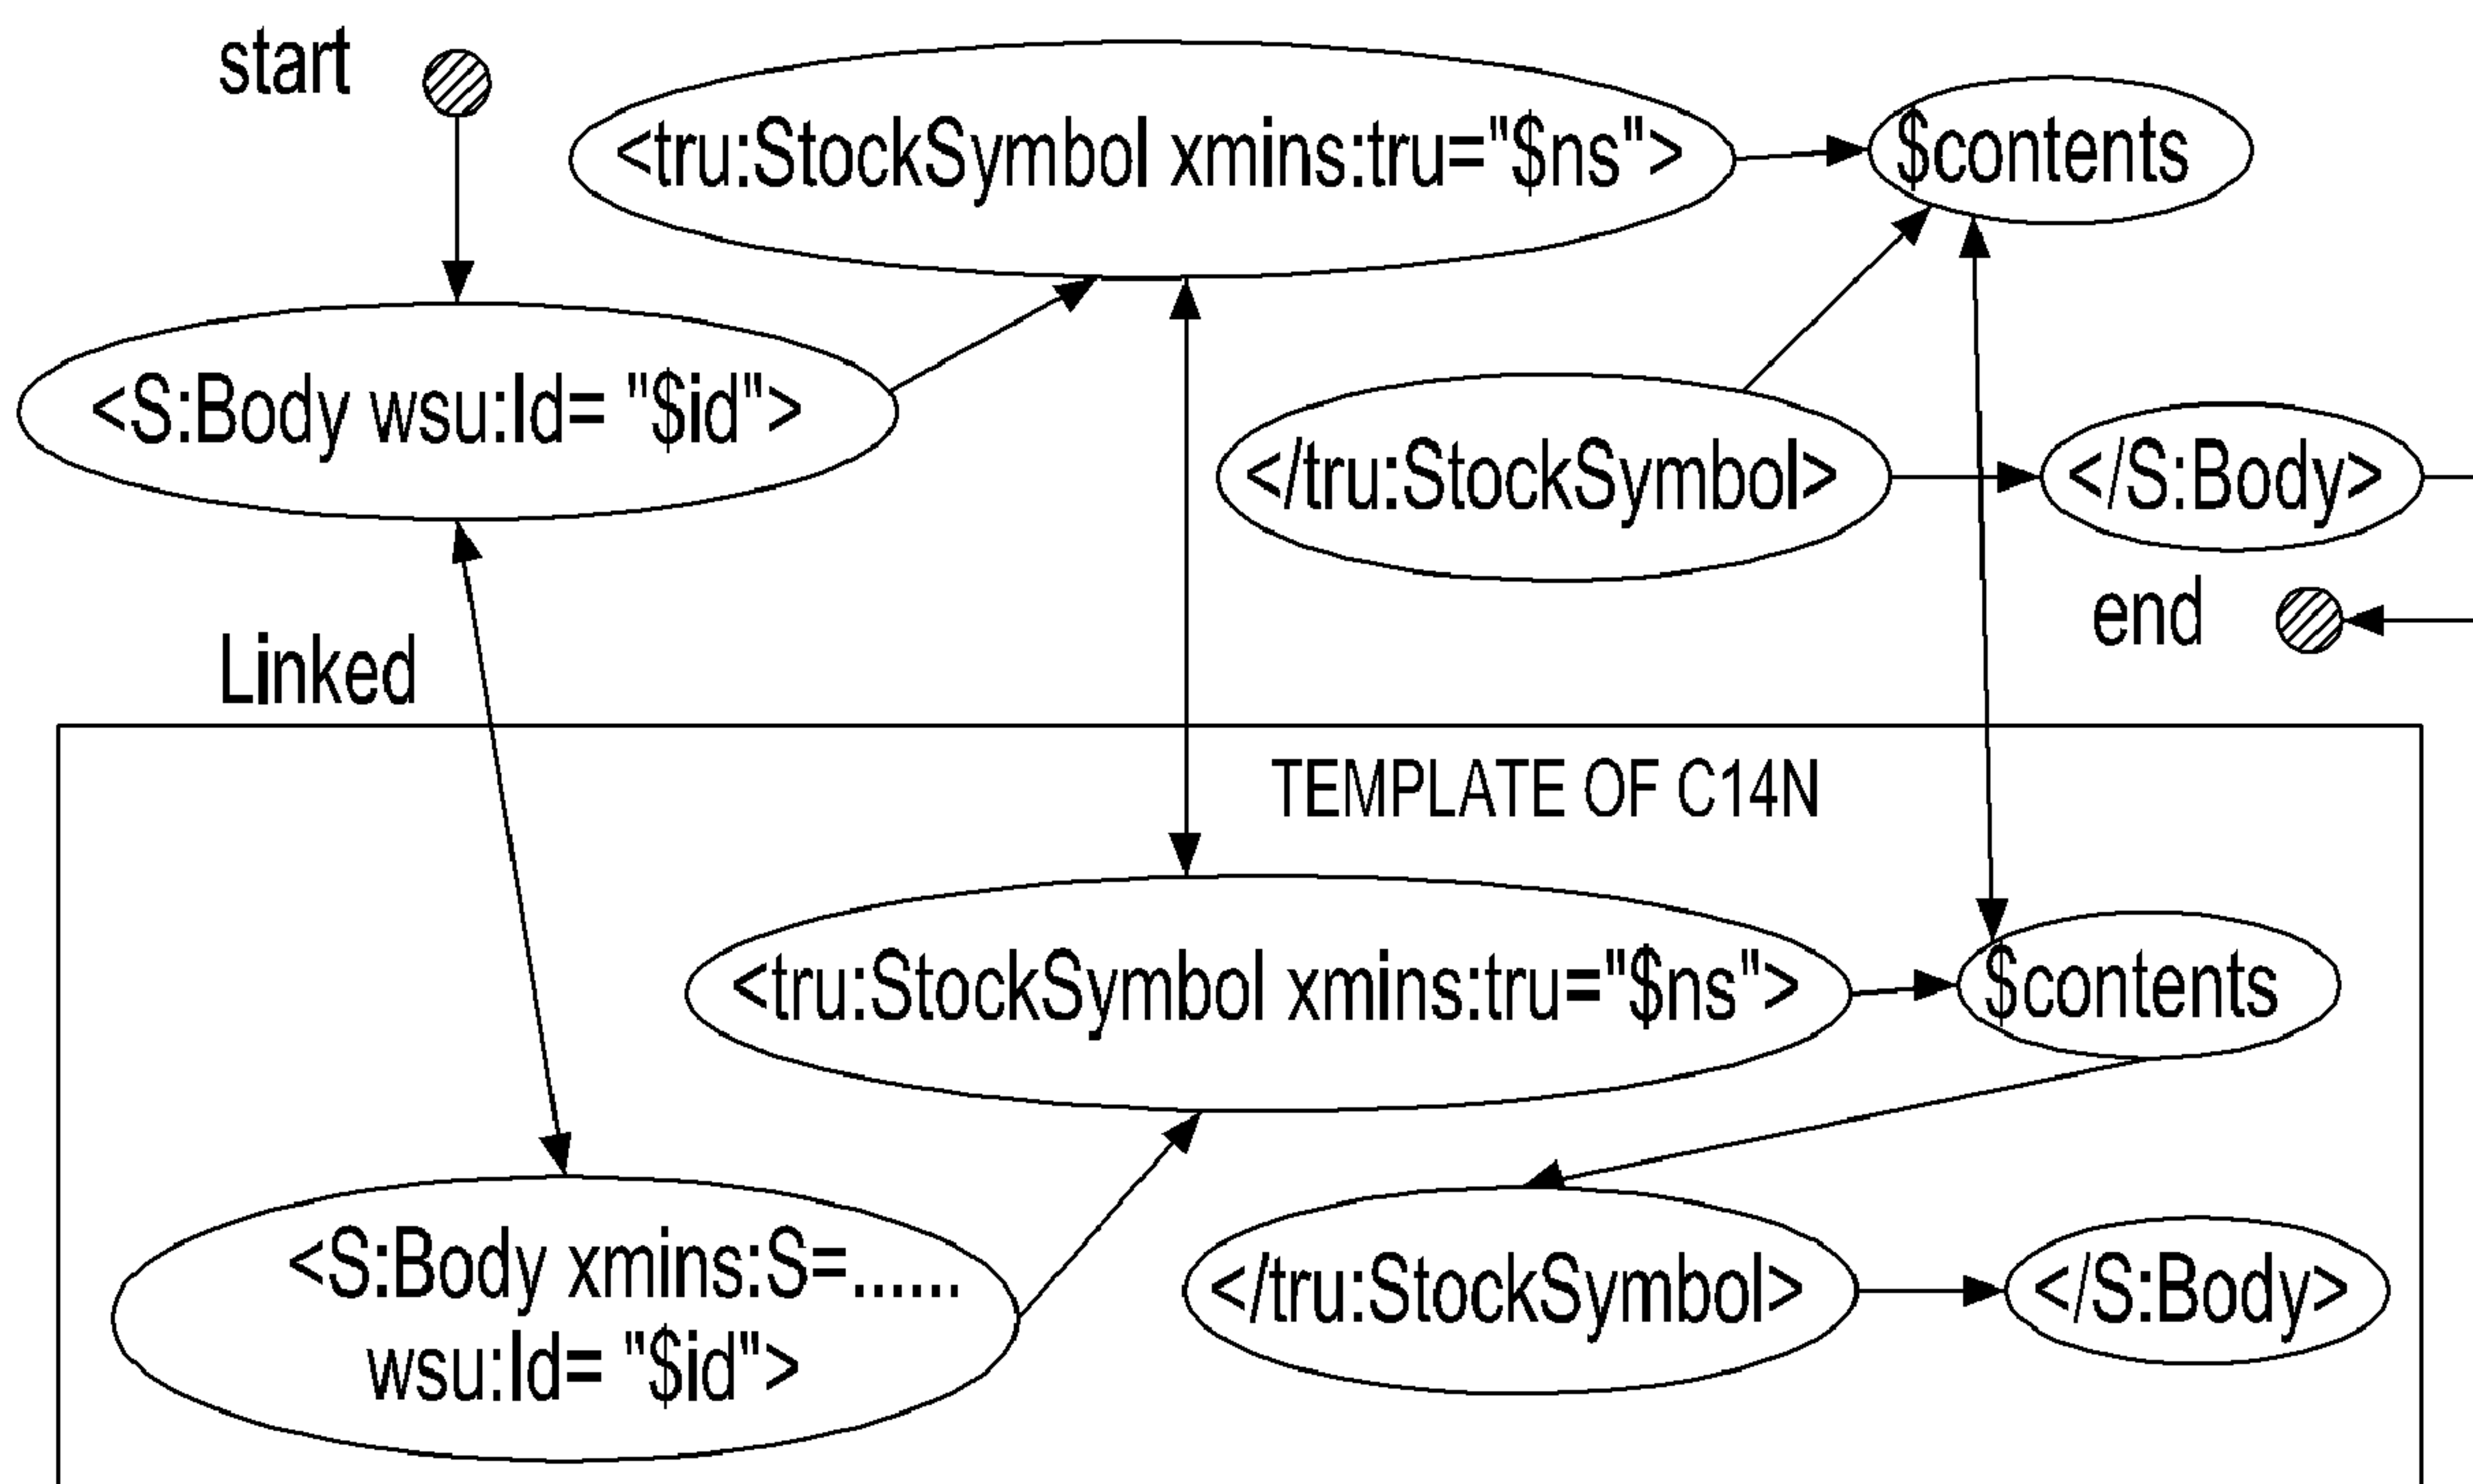 start
<tru:StockSymbol xmins:tru="$ns">
$contents
<S:Body wsu:Id= "$id">
</tru:StockSymbol>
</S:Body>
end
Linked
TEMPLATE OF C14N
<tru:StockSymbol xmins:tru="$ns">
$contents
<S:Body xmins:S=......
wsu:Id= "$id">
</tru:StockSymbol>
</S:Body>